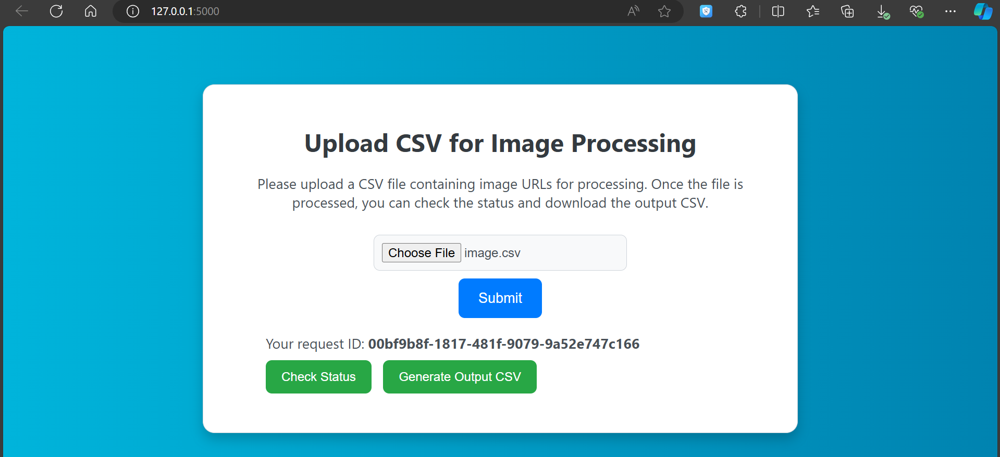 127.0.0.1:5000
Upload CSV for Image Processing
Please upload a CSV file containing image URLs for processing. Once the file is
processed, you can check the status and download the output CSV.
Choose File image.csv
Submit
Your request ID: 00bf9b8f-1817-481f-9079-9a52e747c166
Check Status Generate Output CSV